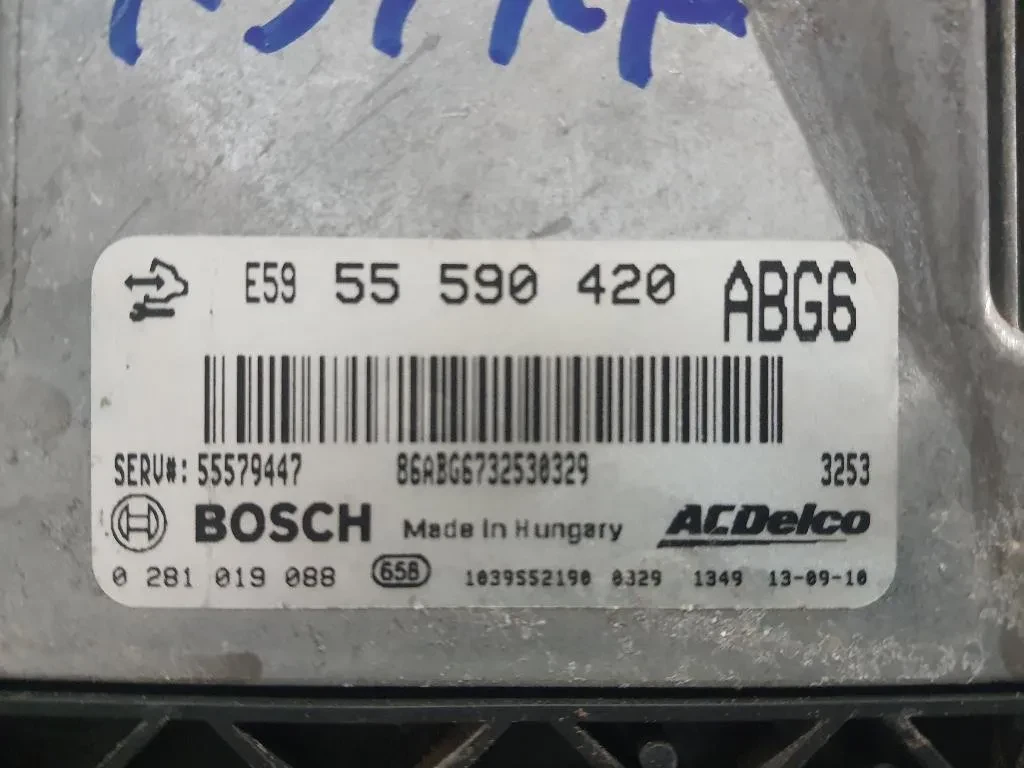 ASTRA
E59 55 590 420 ABG6
SERV#: 55579447 86ABG6732530329 3253
BOSCH Made in Hungary ACDelco
0 281 019 088 658 1039S52190 0329 1349 13-09-10